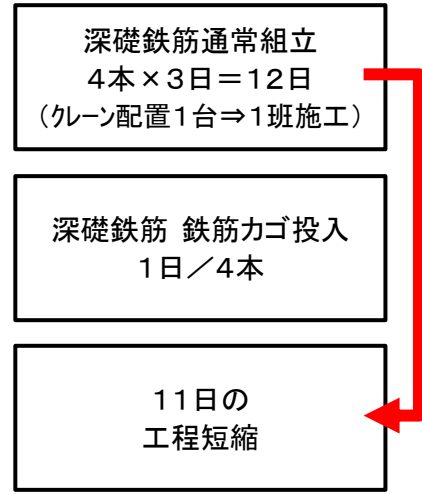 深礎鉄筋通常組立
４本×３日＝１２日
（ｸﾚｰﾝ配置１台⇒１班施工）
深礎鉄筋 鉄筋カゴ投入
１日／４本
１１日の
工程短縮